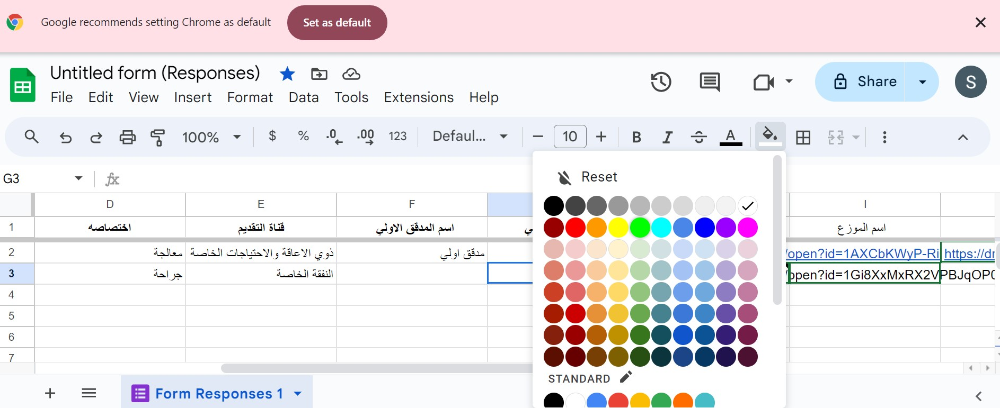 Google recommends setting Chrome as default Set as default
Untitled form (Responses)
Share S
File Edit View Insert Format Data Tools Extensions Help
100% $ % .0 .00 123 Defaul... 10 B I S A
G3 fx
Reset
D E F I
1 اختصاصه قناة التقديم اسم المدقق الاولي ي اسم الموزع
2 معالجة ذوي الاعاقة والاحتياجات الخاصة مدقق اولي /open?id=1AXCbKWyP-Ri https://dr
3 جراحة النفقة الخاصة /open?id=1Gi8XxMxRX2VPBJqOP0
4
5
6
7
STANDARD
Form Responses 1